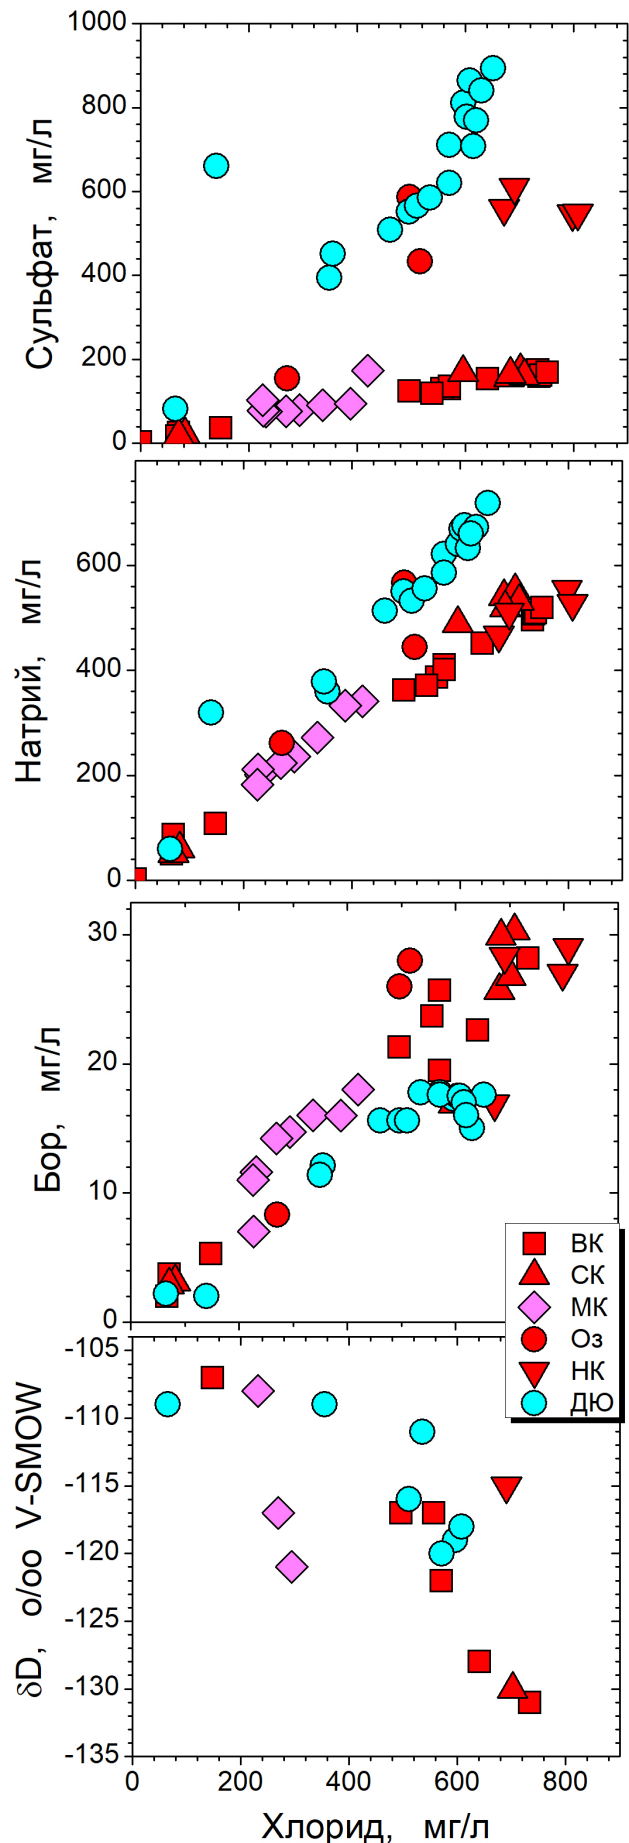 1000
800
600
400
200
0
Сульфат, мг/л
600
400
200
0
Натрий, мг/л
30
20
10
0
Бор, мг/л
ВК
СК
МК
Оз
НК
ДЮ
-105
-110
-115
-120
-125
-130
-135
δD, о/оо V-SMOW
0 200 400 600 800
Хлорид, мг/л